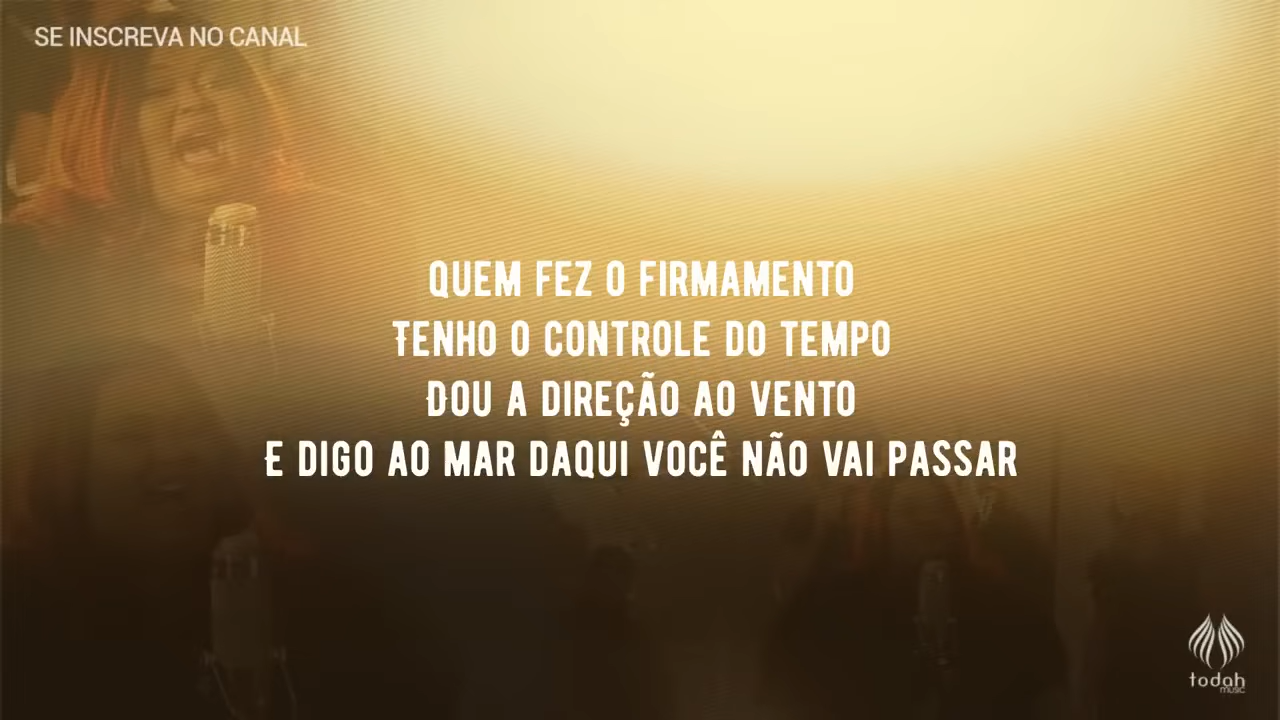 SE INSCREVA NO CANAL
QUEM FEZ O FIRMAMENTO
TENHO O CONTROLE DO TEMPO
DOU A DIREÇÃO AO VENTO
E DIGO AO MAR DAQUI VOCÊ NÃO VAI PASSAR
todah
music